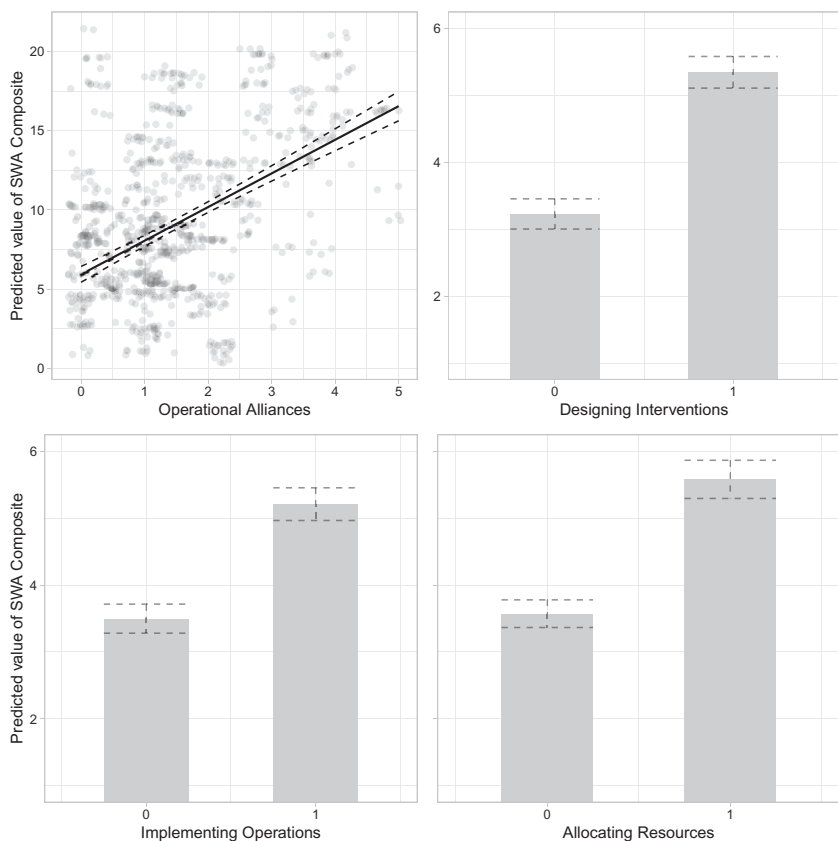 Predicted value of SWA Composite
20
15
10
5
0
0 1 2 3 4 5
Operational Alliances
6
4
2
0 1
Designing Interventions
Predicted value of SWA Composite
6
4
2
0 1
Implementing Operations
0 1
Allocating Resources